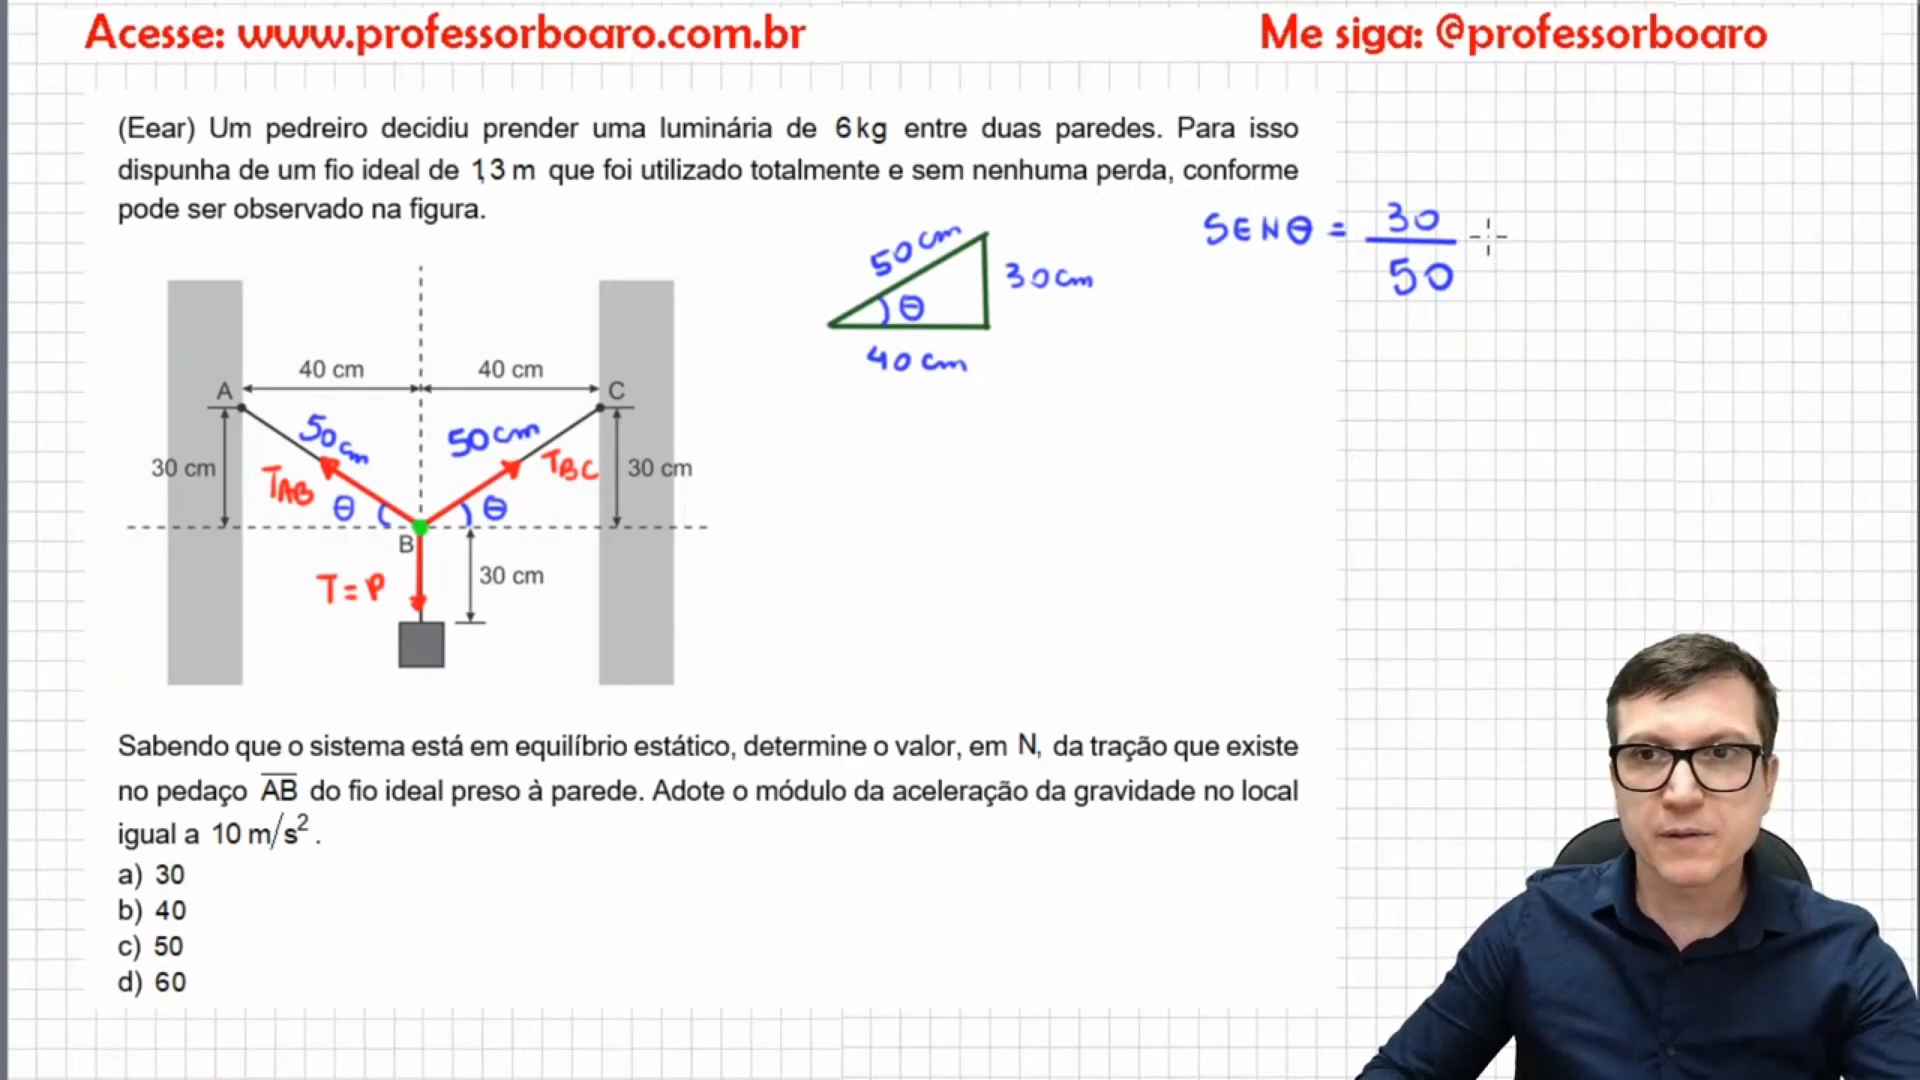 Acesse: www.professorboaro.com.br
Me siga: @professorboaro
(Eear) Um pedreiro decidiu prender uma luminária de 6 kg entre duas paredes. Para isso
dispunha de um fio ideal de 1,3 m que foi utilizado totalmente e sem nenhuma perda, conforme
pode ser observado na figura.
SENθ = 30
50
50 cm
30 cm
θ
40 cm
40 cm
40 cm
A
C
50 cm
50 cm
30 cm
TAB
TBC
30 cm
θ
θ
B
T=P
30 cm
Sabendo que o sistema está em equilíbrio estático, determine o valor, em N, da tração que existe
no pedaço A̅B̅ do fio ideal preso à parede. Adote o módulo da aceleração da gravidade no local
igual a 10 m/s².
a) 30
b) 40
c) 50
d) 60